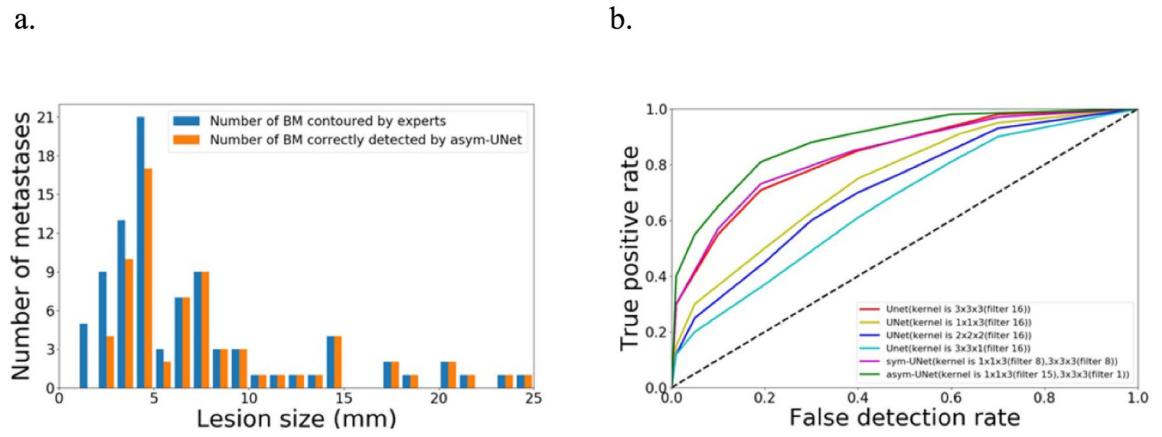 a.
b.
21
18
15
12
9
6
3
0
Number of metastases
Number of BM contoured by experts
Number of BM correctly detected by asym-UNet
0 5 10 15 20 25
Lesion size (mm)
1.0
0.8
0.6
0.4
0.2
0.0
True positive rate
Unet(kernel is 3x3x3(filter 16))
UNet(kernel is 1x1x3(filter 16))
UNet(kernel is 2x2x2(filter 16))
Unet(kernel is 3x3x1(filter 16))
sym-UNet(kernel is 1x1x3(filter 8),3x3x3(filter 8))
asym-UNet(kernel is 1x1x3(filter 15),3x3x3(filter 1))
0.0 0.2 0.4 0.6 0.8 1.0
False detection rate